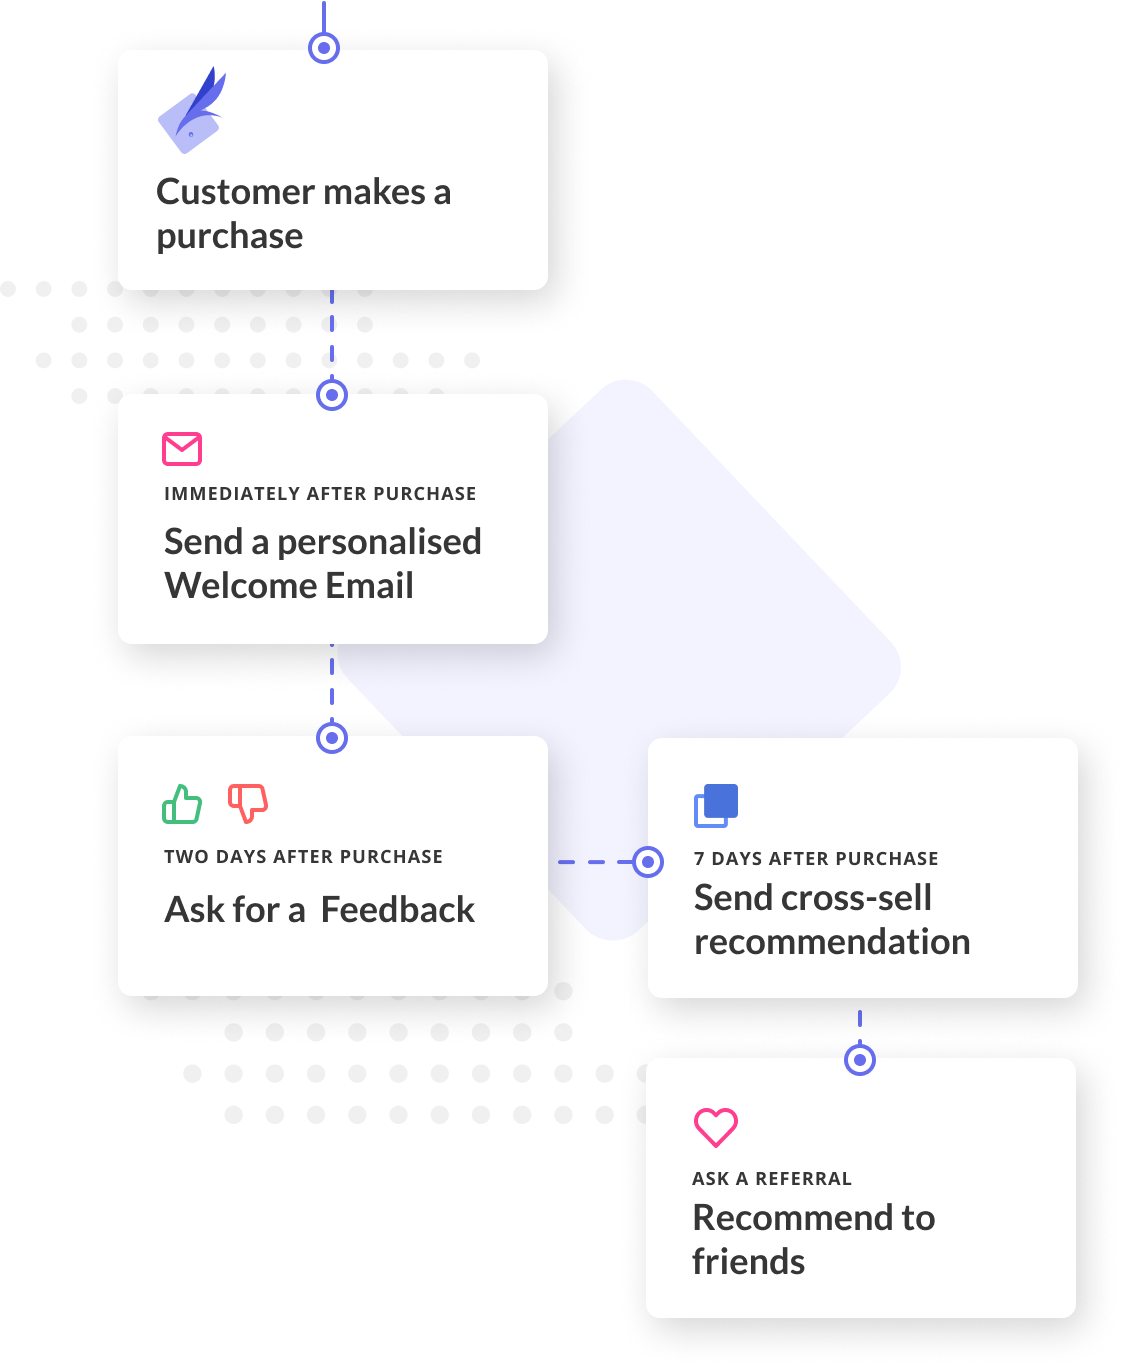 Customer makes a
purchase
IMMEDIATELY AFTER PURCHASE
Send a personalised
Welcome Email
TWO DAYS AFTER PURCHASE
Ask for a  Feedback
7 DAYS AFTER PURCHASE
Send cross-sell
recommendation
ASK A REFERRAL
Recommend to
friends